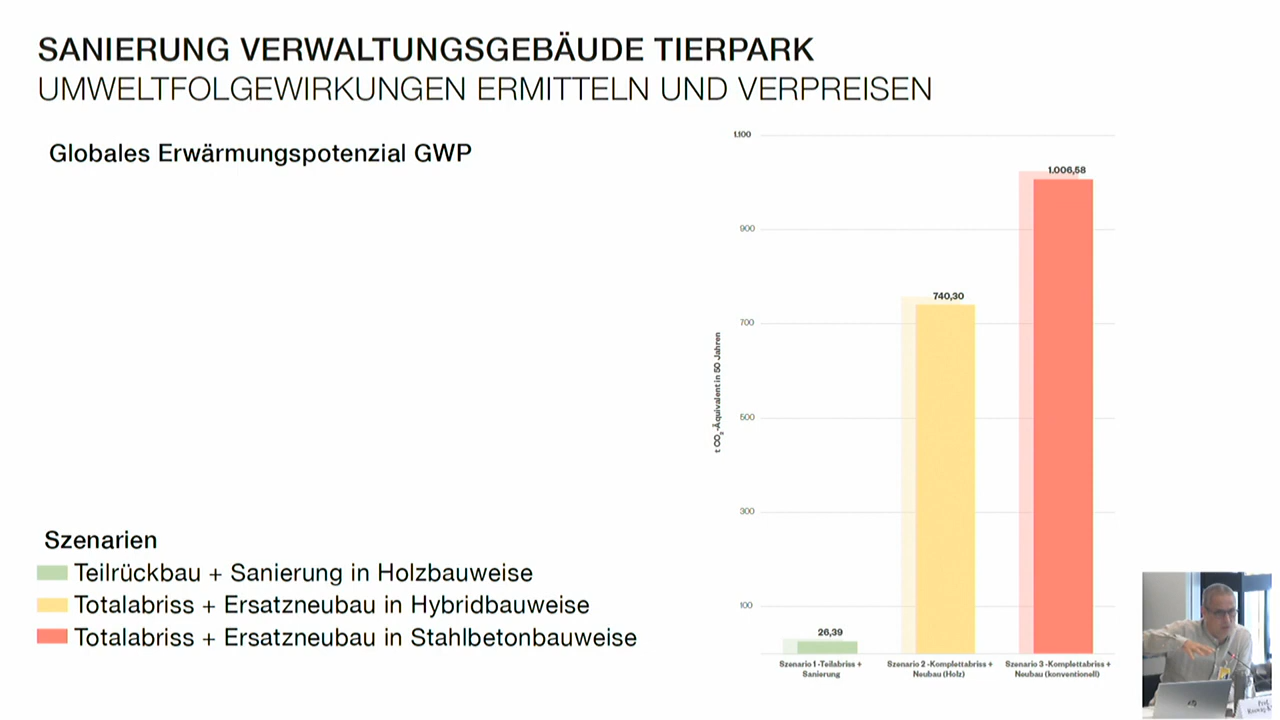 SANIERUNG VERWALTUNGSGEBÄUDE TIERPARK
UMWELTFOLGEWIRKUNGEN ERMITTELN UND VERPREISEN
Globales Erwärmungspotenzial GWP
1.100
900
700
500
300
100
t CO₂-Äquivalent in 50 Jahren
26,39
740,30
1.006,58
Szenario 1 -Teilabriss +
Sanierung
Szenario 2 -Komplettabriss +
Neubau (Holz)
Szenario 3 -Komplettabriss +
Neubau (konventionell)
Szenarien
Teilrückbau + Sanierung in Holzbauweise
Totalabriss + Ersatzneubau in Hybridbauweise
Totalabriss + Ersatzneubau in Stahlbetonbauweise
hp
Prof.